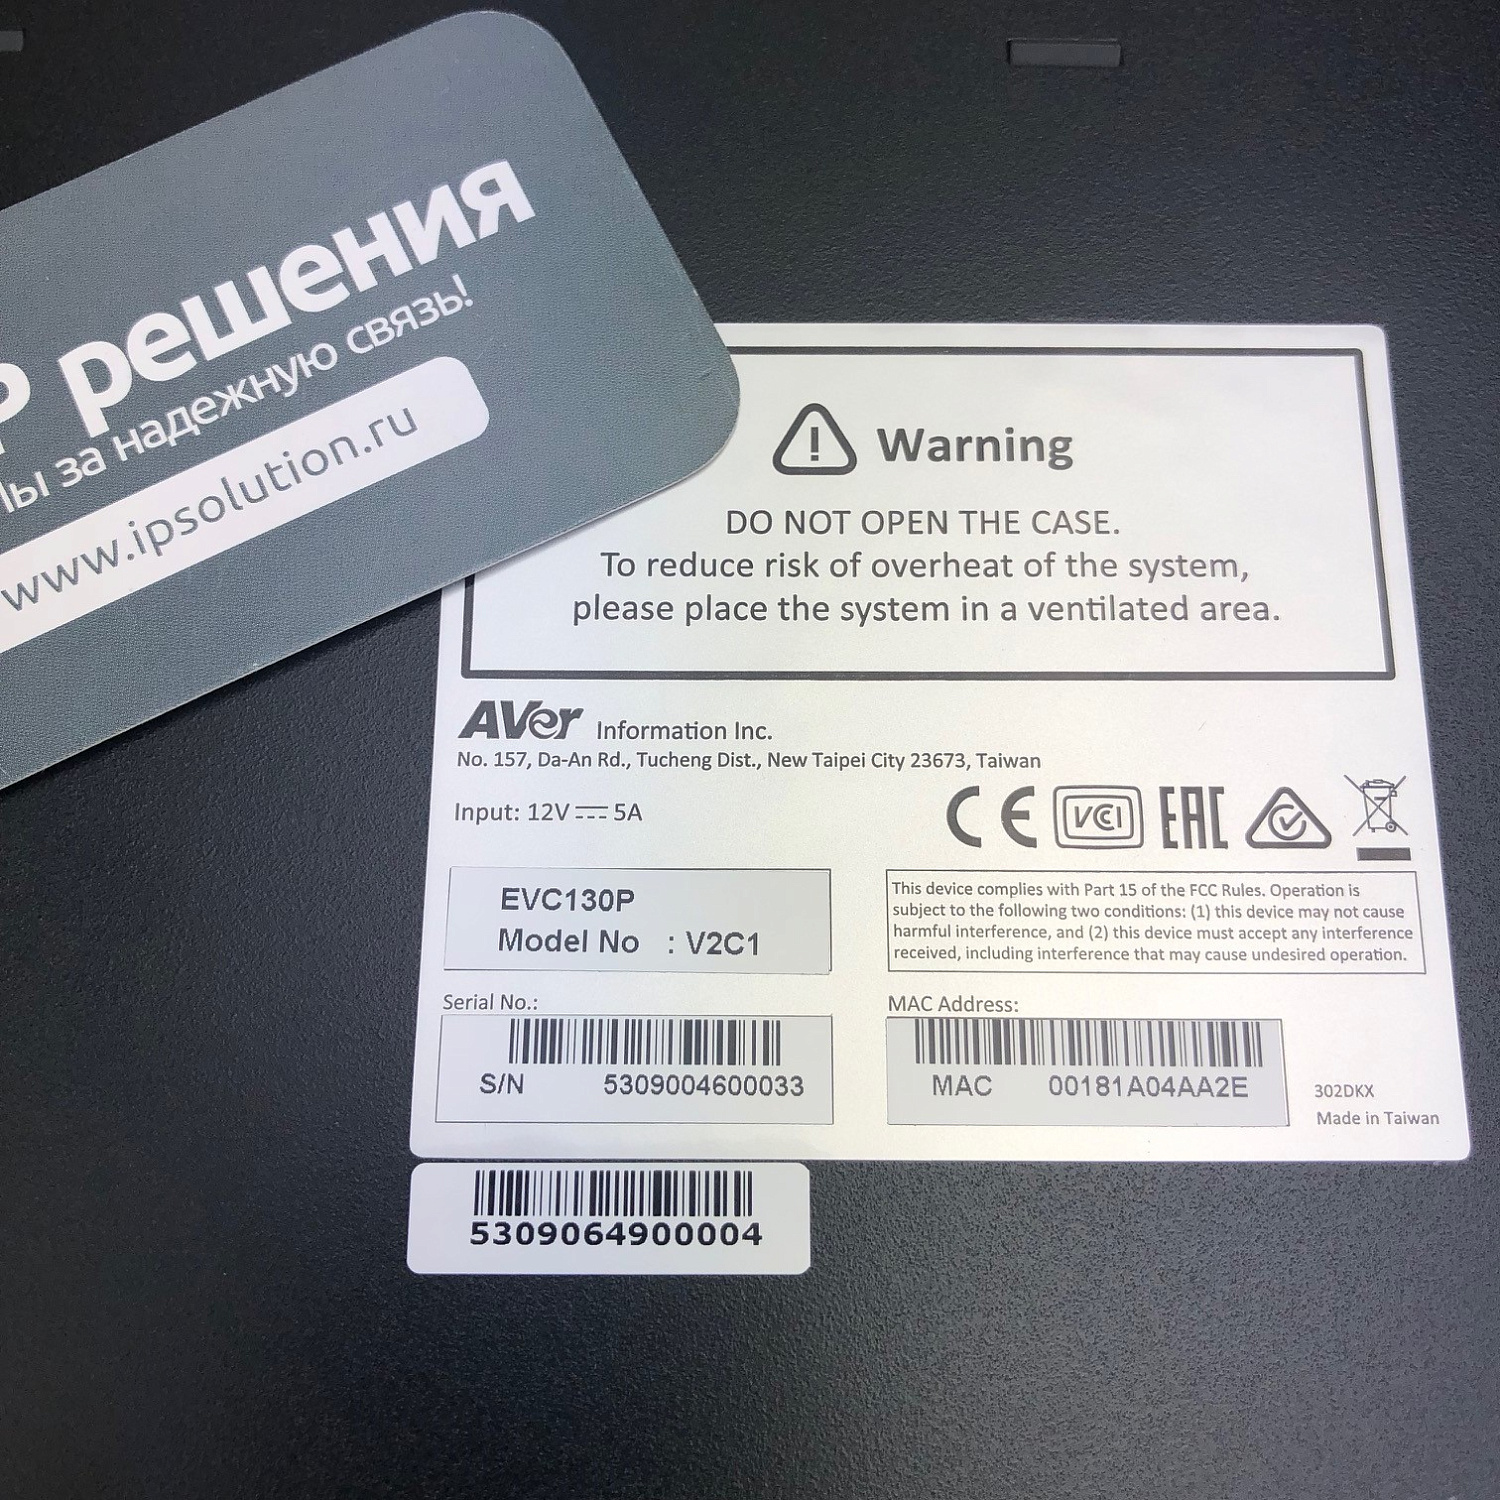 решения
за надежную связь!
www.ipsolution.ru
Warning
DO NOT OPEN THE CASE.
To reduce risk of overheat of the system,
please place the system in a ventilated area.
AVer Information Inc.
No. 157, Da-An Rd., Tucheng Dist., New Taipei City 23673, Taiwan
Input: 12V 5A
CE VCI EAC
EVC130P
Model No : V2C1
This device complies with Part 15 of the FCC Rules. Operation is
subject to the following two conditions: (1) this device may not cause
harmful interference, and (2) this device must accept any interference
received, including interference that may cause undesired operation.
Serial No.:
S/N 5309004600033
MAC Address:
MAC 00181A04AA2E
302DKX
Made in Taiwan
5309064900004